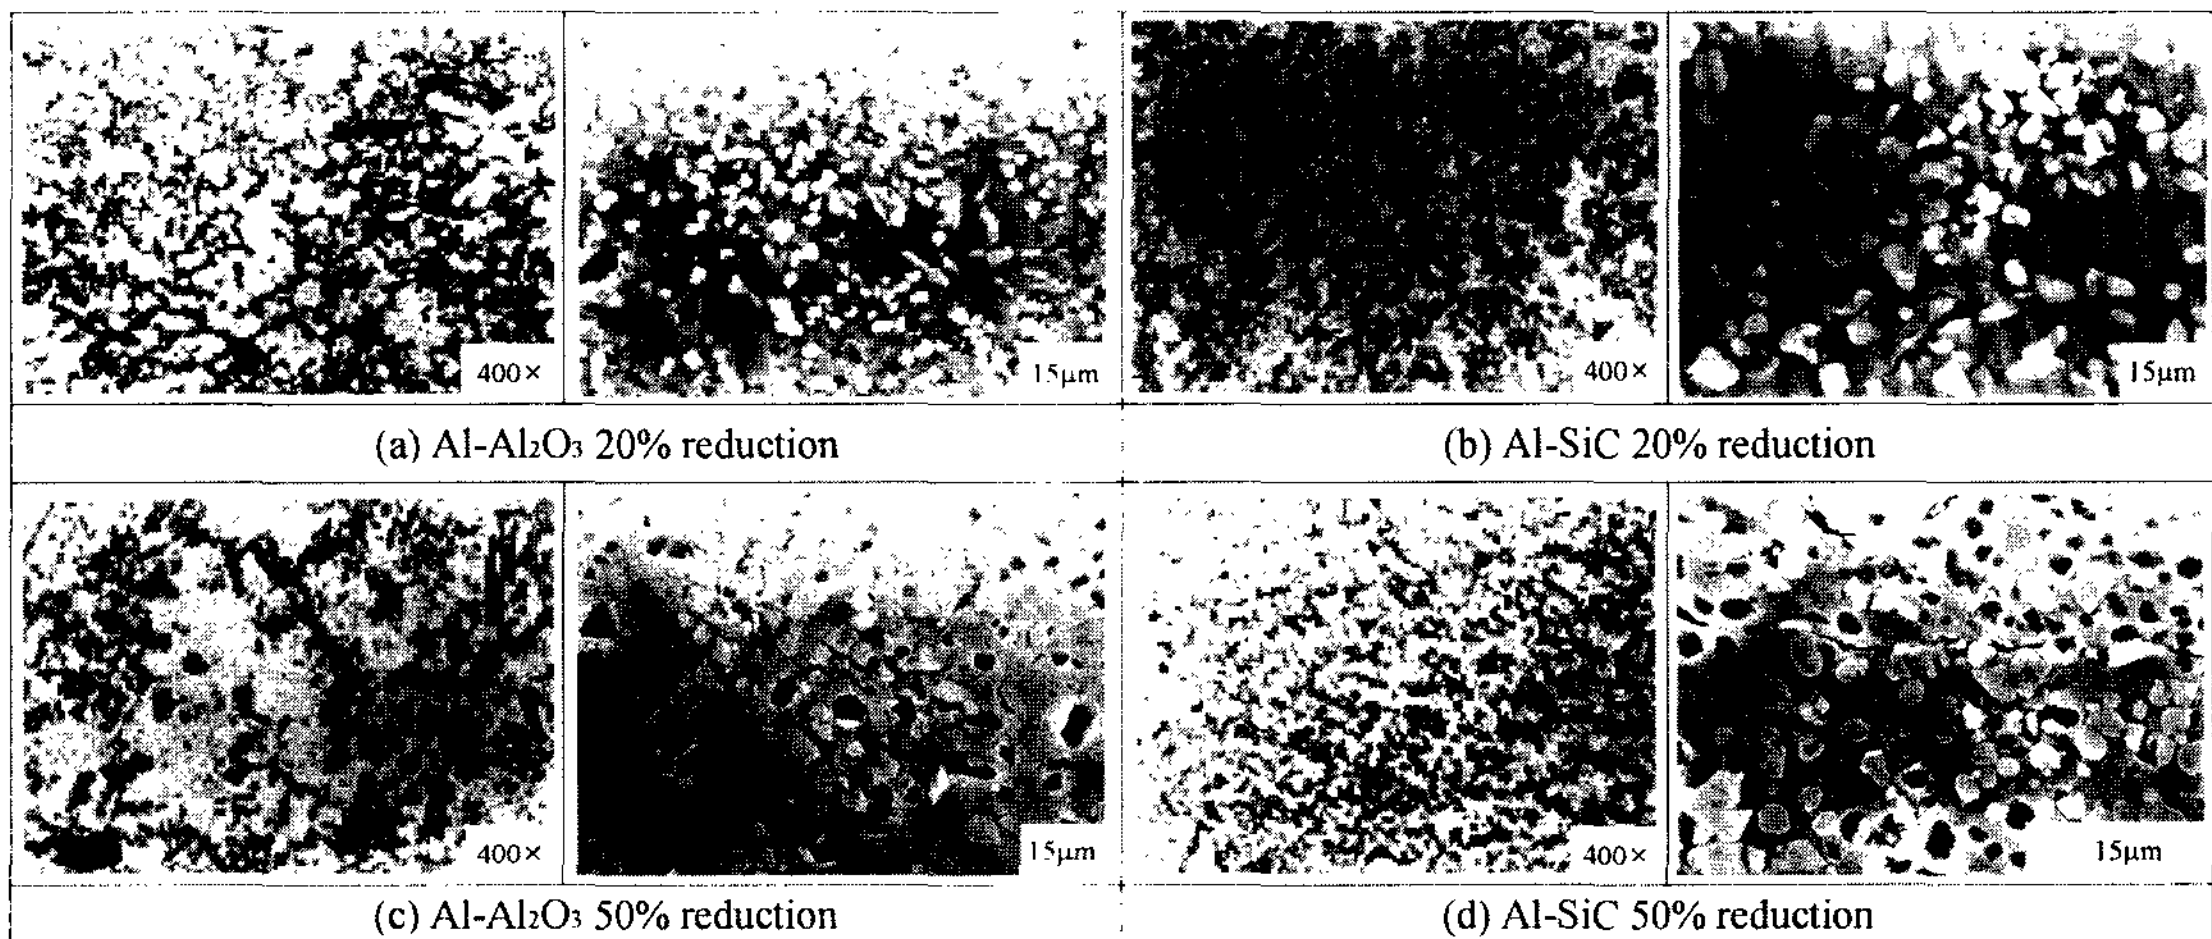 400×
15μm
400×
15μm
(a) Al-Al₂O₃ 20% reduction
(b) Al-SiC 20% reduction
400×
15μm
400×
15μm
(c) Al-Al₂O₃ 50% reduction
(d) Al-SiC 50% reduction